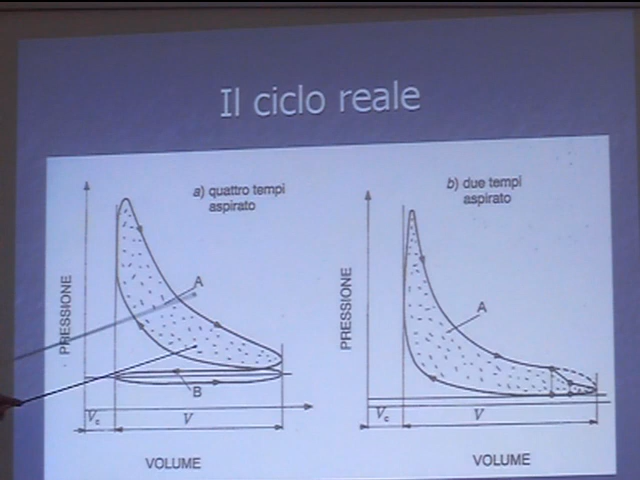 Il ciclo reale
a) quattro tempi
aspirato
PRESSIONE
A
B
Vc
V
VOLUME
b) due tempi
aspirato
PRESSIONE
A
Vc
V
VOLUME